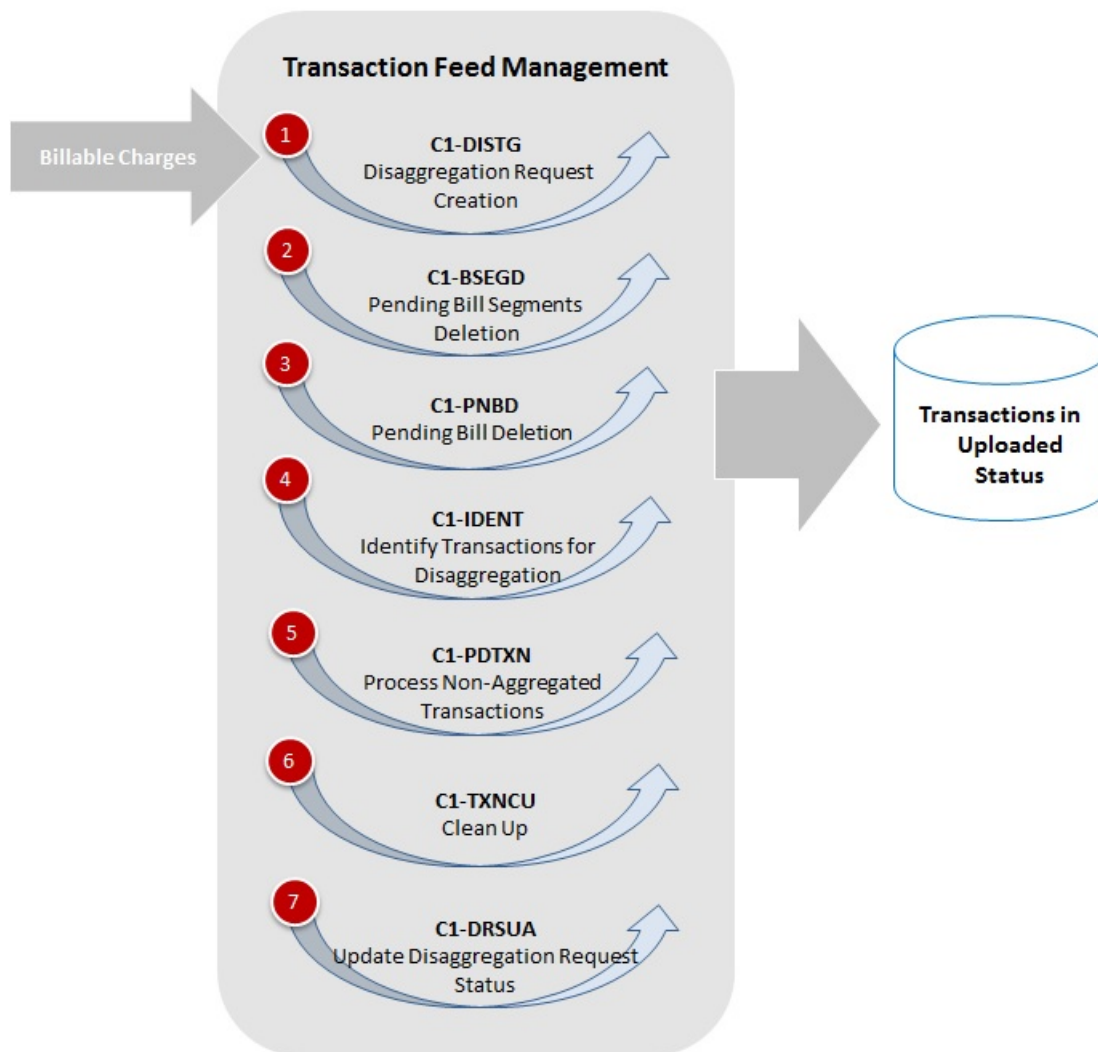 Transaction Feed Management
Billable Charges
1
C1-DISTG
Disaggregation Request
Creation
2
C1-BSEGD
Pending Bill Segments
Deletion
3
C1-PNBD
Pending Bill Deletion
4
C1-IDENT
Identify Transactions for
Disaggregation
5
C1-PDTXN
Process Non-Aggregated
Transactions
6
C1-TXNCU
Clean Up
7
C1-DRSUA
Update Disaggregation Request
Status
Transactions in
Uploaded
Status